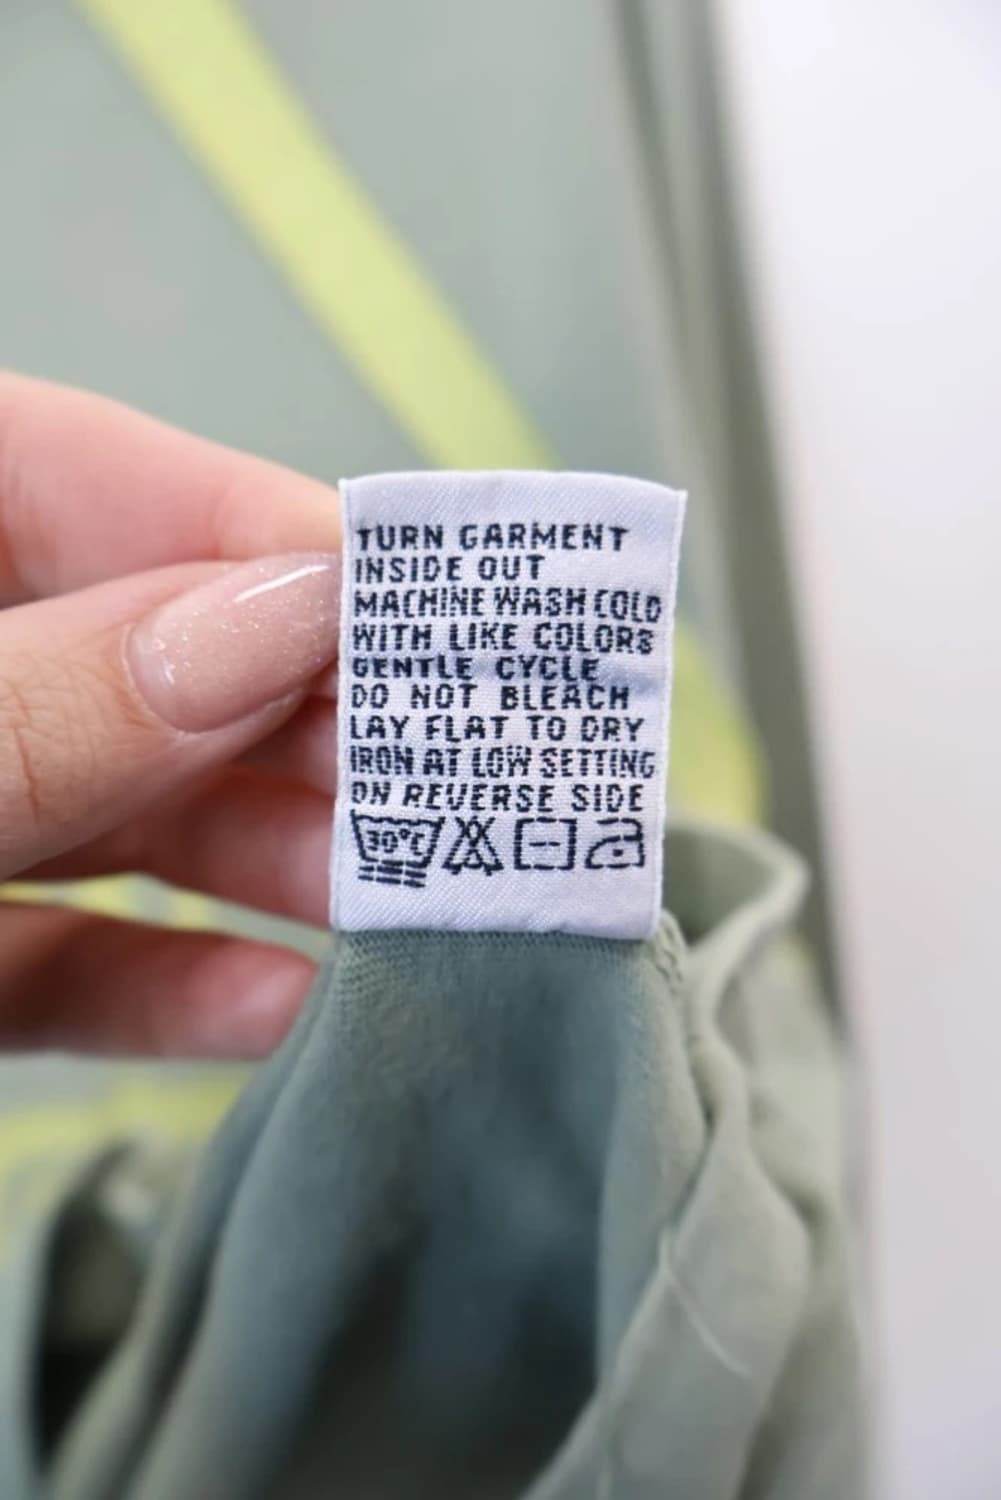 TURN GARMENT
INSIDE OUT
MACHINE WASH COLD
WITH LIKE COLORS
GENTLE CYCLE
DO NOT BLEACH
LAY FLAT TO DRY
IRON AT LOW SETTING
ON REVERSE SIDE
30°C